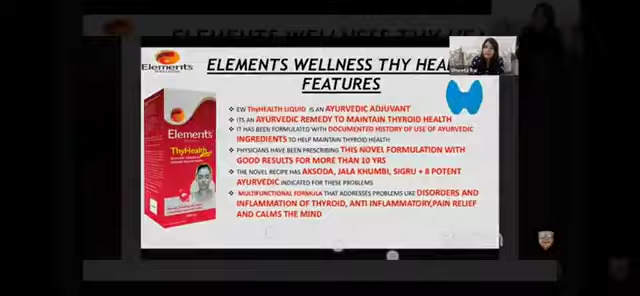 ELEMENTS WELLNESS THY HEAL
FEATURES
Elements
EW ThyHEALTH LIQUID IS AN AYURVEDIC ADJUVANT
ITS AN AYURVEDIC REMEDY TO MAINTAIN THYROID HEALTH
IT HAS BEEN FORMULATED WITH DOCUMENTED HISTORY OF USE OF AYURVEDIC
INGREDIENTS TO HELP MAINTAIN THYROID HEALTH
PHYSICIANS HAVE BEEN PRESCRIBING THIS NOVEL FORMULATION WITH
GOOD RESULTS FOR MORE THAN 10 YRS
THE NOVEL RECIPE HAS AKSODA, JALA KHUMBI, SIGRU + 8 POTENT
AYURVEDIC INDICATED FOR THESE PROBLEMS
MULTIFUNCTIONAL FORMULA THAT ADDRESSES PROBLEMS LIKE DISORDERS AND
INFLAMMATION OF THYROID, ANTI INFLAMMATORY,PAIN RELIEF
AND CALMS THE MIND
Elements
ThyHealth